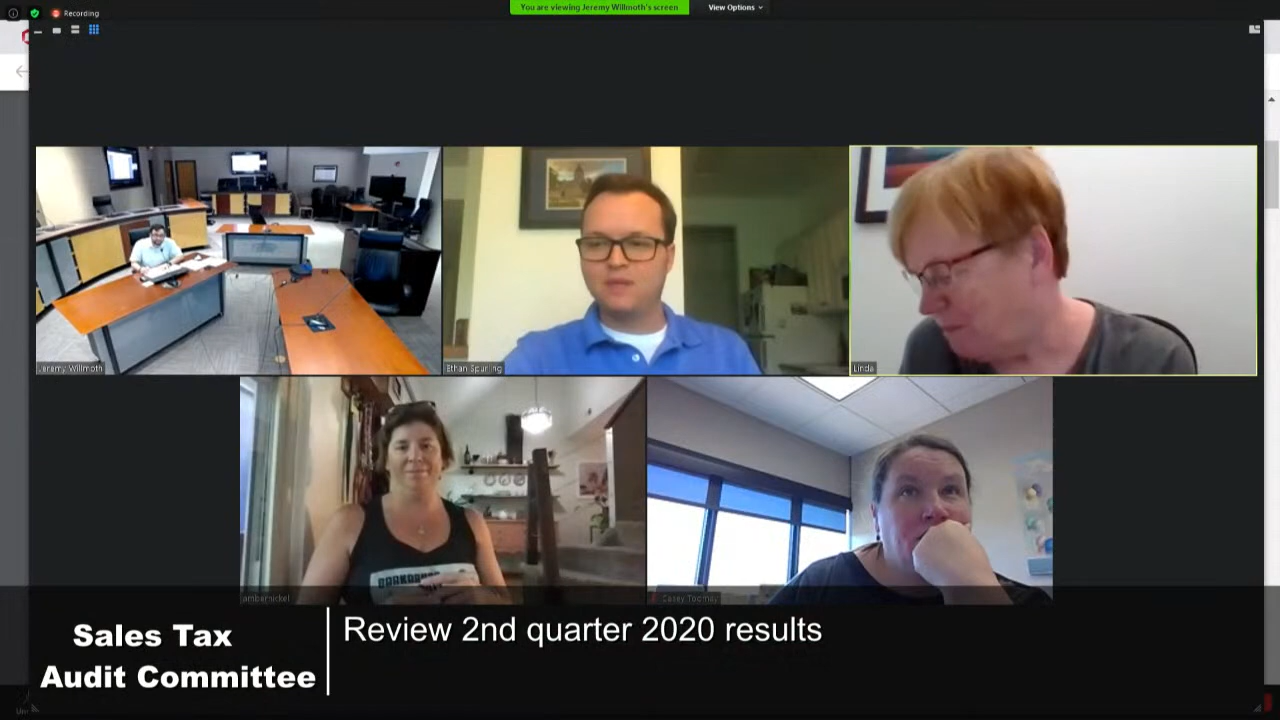 Recording
You are viewing Jeremy Willmoth's screen
View Options
Jeremy Willmoth
Ethan Spurling
Linda
ambernickel
Casey
Sales Tax
Audit Committee
Review 2nd quarter 2020 results